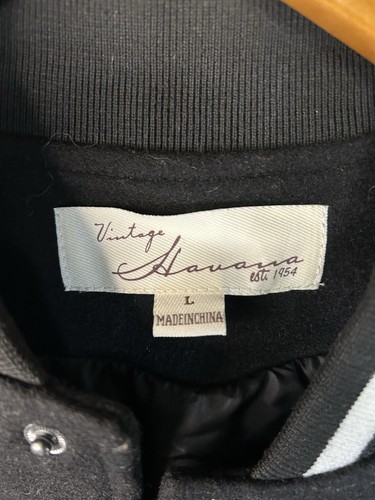 Vintage
Havana
est. 1954
L
MADEINCHINA